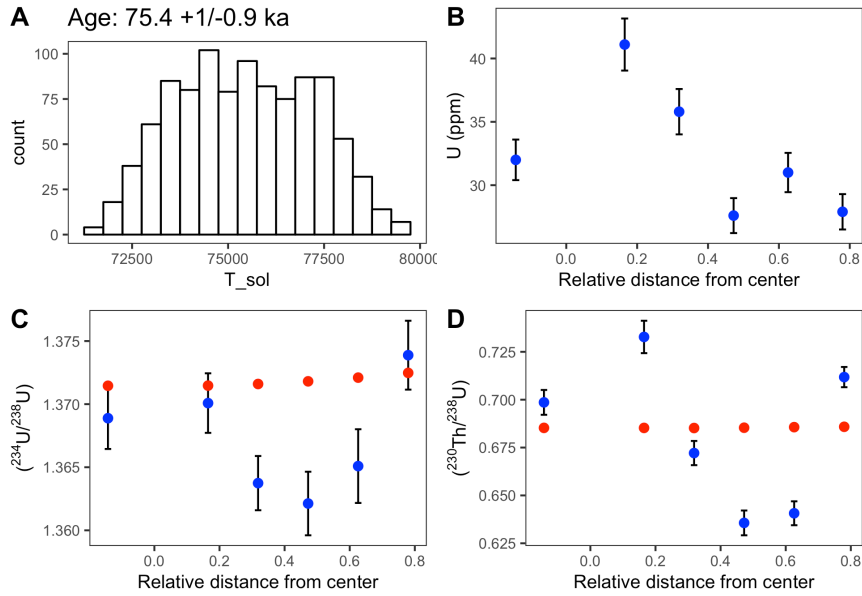 A
Age: 75.4 +1/-0.9 ka
count
100
75
50
25
0
72500
75000
77500
80000
T_sol
B
U (ppm)
40
35
30
0.0
0.2
0.4
0.6
0.8
Relative distance from center
C
(²³⁴U/²³⁸U)
1.375
1.370
1.365
1.360
0.0
0.2
0.4
0.6
0.8
Relative distance from center
D
(²³⁰Th/²³⁸U)
0.725
0.700
0.675
0.650
0.625
0.0
0.2
0.4
0.6
0.8
Relative distance from center